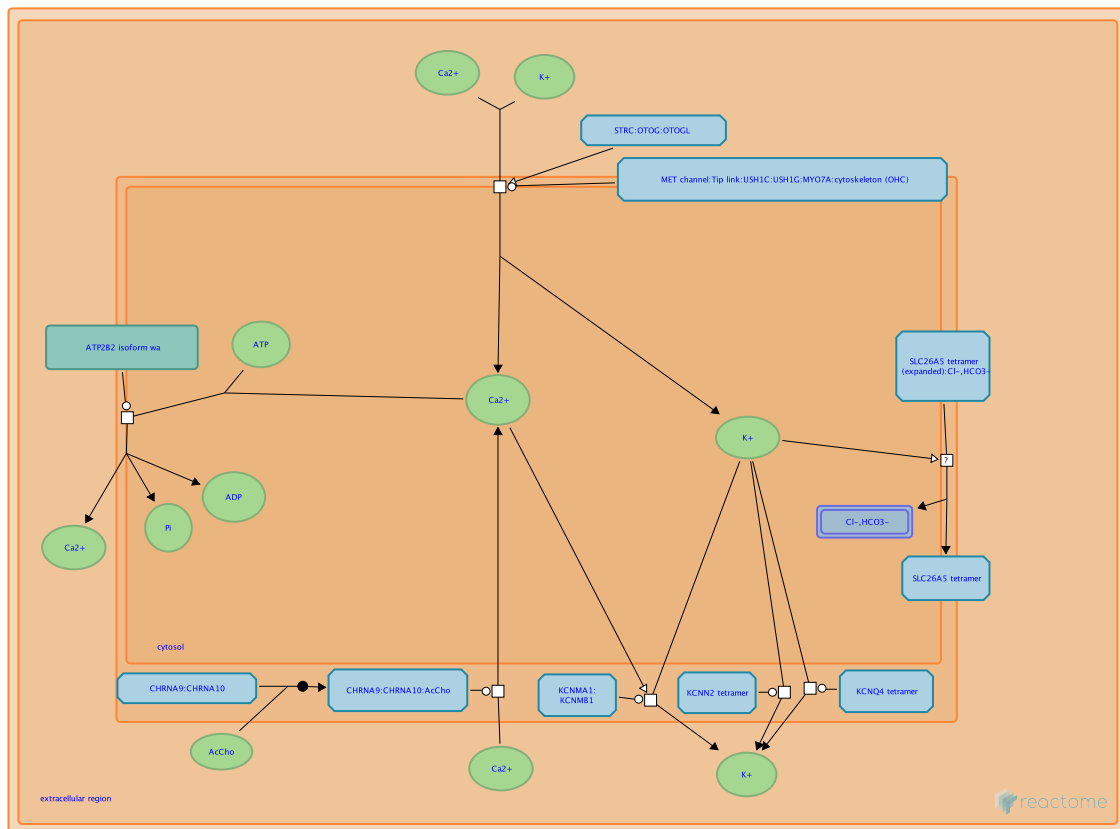 Ca2+
K+
STRC:OTOG:OTOGL
MET channel:Tip link:USH1C:USH1G:MYO7A:cytoskeleton (OHC)
ATP2B2 isoform wa
ATP
SLC26A5 tetramer
(expanded):Cl-,HCO3-
Ca2+
K+
?
ADP
Pi
Cl-,HCO3-
Ca2+
SLC26A5 tetramer
cytosol
CHRNA9:CHRNA10
CHRNA9:CHRNA10:AcCho
KCNMA1:
KCNMB1
KCNN2 tetramer
KCNQ4 tetramer
AcCho
Ca2+
K+
extracellular region
reactome